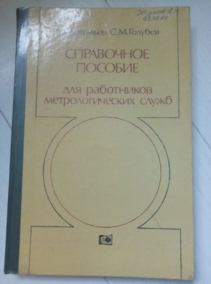 С.М.Голубев
СПРАВОЧНОЕ
ПОСОБИЕ
для работников
метрологических служб